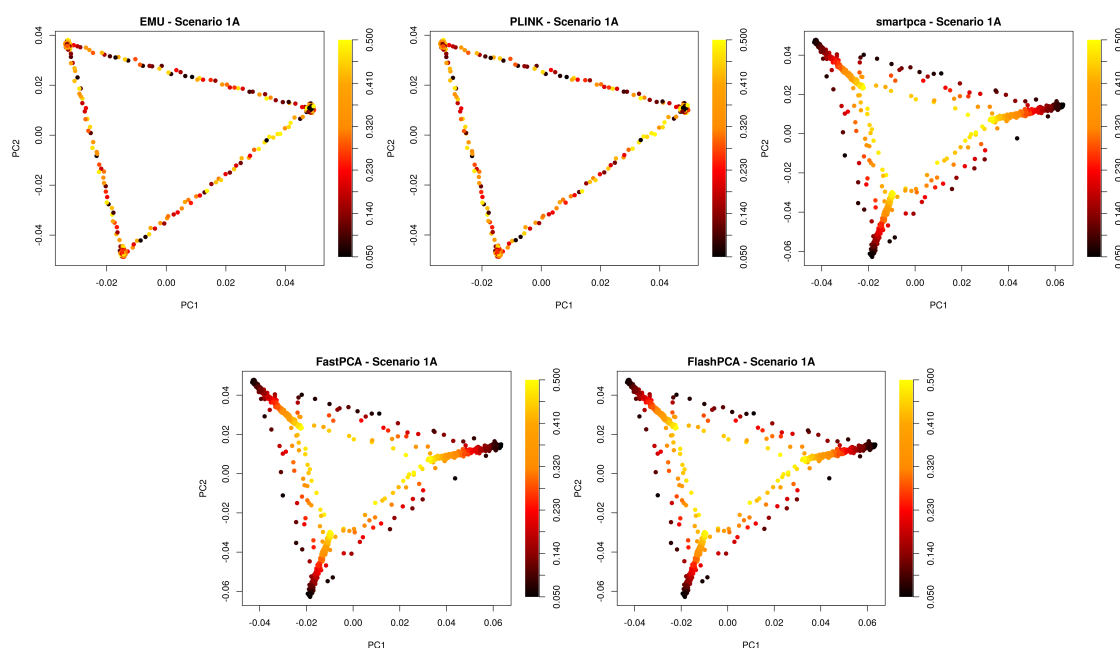 EMU - Scenario 1A
PC2
-0.04 -0.02 0.00 0.02 0.04
-0.02 0.00 0.02 0.04
PC1
0.050 0.140 0.230 0.320 0.410 0.500
PLINK - Scenario 1A
PC2
-0.04 -0.02 0.00 0.02 0.04
-0.02 0.00 0.02 0.04
PC1
0.050 0.140 0.230 0.320 0.410 0.500
smartpca - Scenario 1A
PC2
-0.06 -0.04 -0.02 0.00 0.02 0.04
-0.04 -0.02 0.00 0.02 0.04 0.06
PC1
0.050 0.140 0.230 0.320 0.410 0.500
FastPCA - Scenario 1A
PC2
-0.06 -0.04 -0.02 0.00 0.02 0.04
-0.04 -0.02 0.00 0.02 0.04 0.06
PC1
0.050 0.140 0.230 0.320 0.410 0.500
FlashPCA - Scenario 1A
PC2
-0.06 -0.04 -0.02 0.00 0.02 0.04
-0.04 -0.02 0.00 0.02 0.04 0.06
PC1
0.050 0.140 0.230 0.320 0.410 0.500